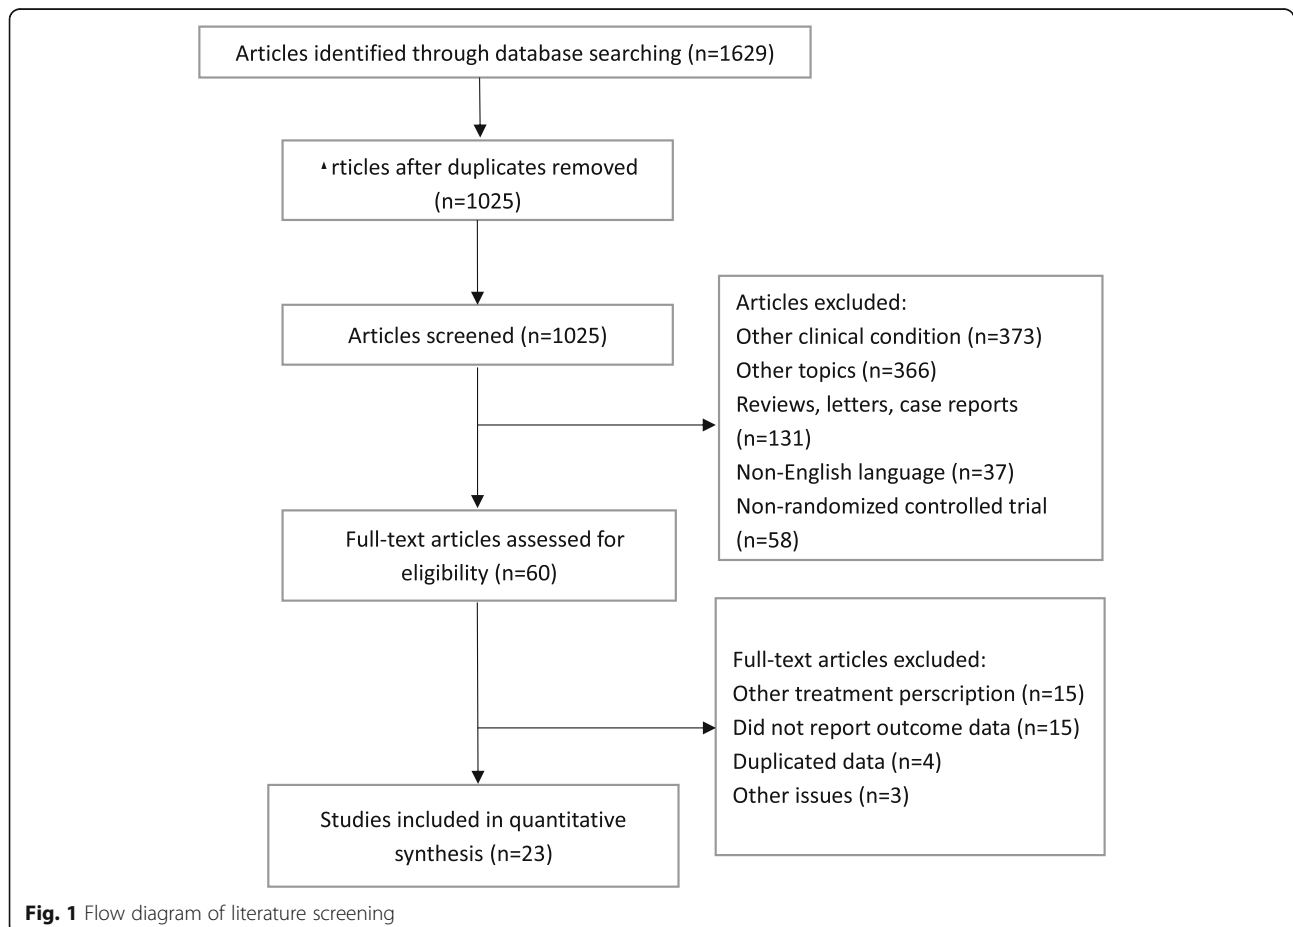 Articles identified through database searching (n=1629)
rticles after duplicates removed
(n=1025)
Articles screened (n=1025)
Articles excluded:
Other clinical condition (n=373)
Other topics (n=366)
Reviews, letters, case reports
(n=131)
Non-English language (n=37)
Non-randomized controlled trial
(n=58)
Full-text articles assessed for
eligibility (n=60)
Full-text articles excluded:
Other treatment perscription (n=15)
Did not report outcome data (n=15)
Duplicated data (n=4)
Other issues (n=3)
Studies included in quantitative
synthesis (n=23)
Fig. 1 Flow diagram of literature screening